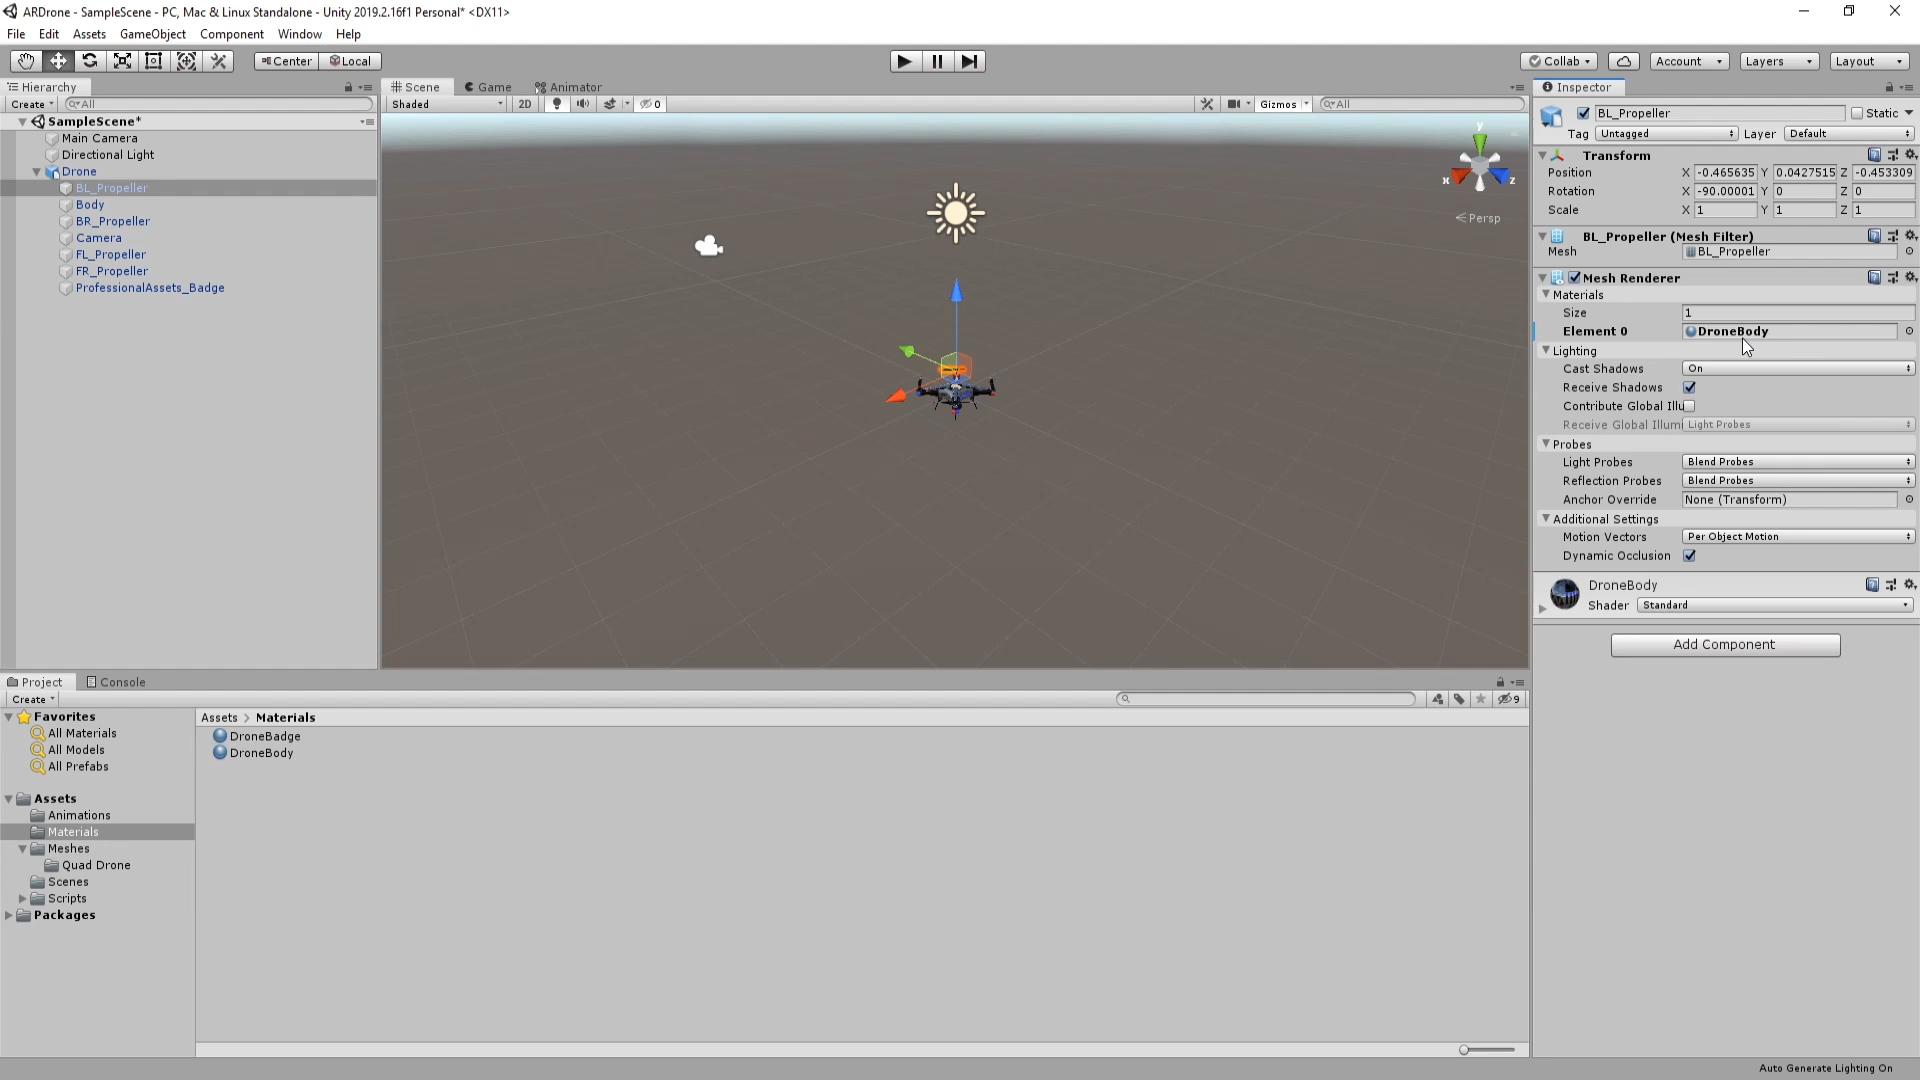 ARDrone - SampleScene - PC, Mac & Linux Standalone - Unity 2019.2.16f1 Personal* <DX11>
File Edit Assets GameObject Component Window Help
Center Local Collab Account Layers Layout
Hierarchy
Create All
SampleScene*
Main Camera
Directional Light
Drone
BL_Propeller
Body
BR_Propeller
Camera
FL_Propeller
FR_Propeller
ProfessionalAssets_Badge
Scene Game Animator
Shaded 2D 0 Gizmos All
y
x z
Persp
Inspector
BL_Propeller Static
Tag Untagged Layer Default
Transform
Position X -0.465635 Y 0.0427515 Z -0.453309
Rotation X -90.00001 Y 0 Z 0
Scale X 1 Y 1 Z 1
BL_Propeller (Mesh Filter)
Mesh BL_Propeller
Mesh Renderer
Materials
Size 1
Element 0 DroneBody
Lighting
Cast Shadows On
Receive Shadows
Contribute Global Illu
Receive Global Illumi Light Probes
Probes
Light Probes Blend Probes
Reflection Probes Blend Probes
Anchor Override None (Transform)
Additional Settings
Motion Vectors Per Object Motion
Dynamic Occlusion
DroneBody
Shader Standard
Add Component
Project Console
Create 9
Favorites
All Materials
All Models
All Prefabs
Assets
Animations
Materials
Meshes
Quad Drone
Scenes
Scripts
Packages
Assets > Materials
DroneBadge
DroneBody
Auto Generate Lighting On